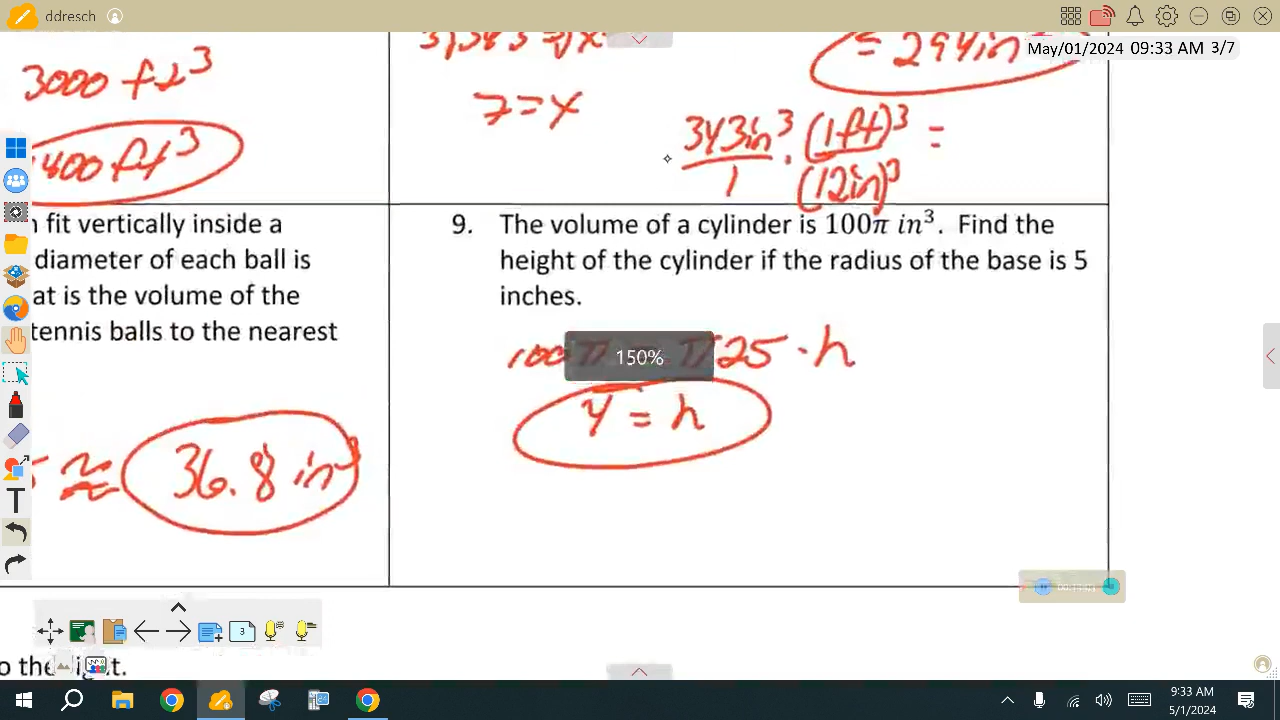 ddresch
May/01/2024 09:33 AM 3/7
3000 ft³
400 ft³
7 = x
= 294in
343in³/1 · (1ft)³/(12in)³ =
fit vertically inside a
diameter of each ball is
at is the volume of the
tennis balls to the nearest
≈ 36.8 in³
9. The volume of a cylinder is 100π in³. Find the
height of the cylinder if the radius of the base is 5
inches.
100π = π25 · h
150%
4 = h
T
3
o the
t.
9:33 AM
5/1/2024